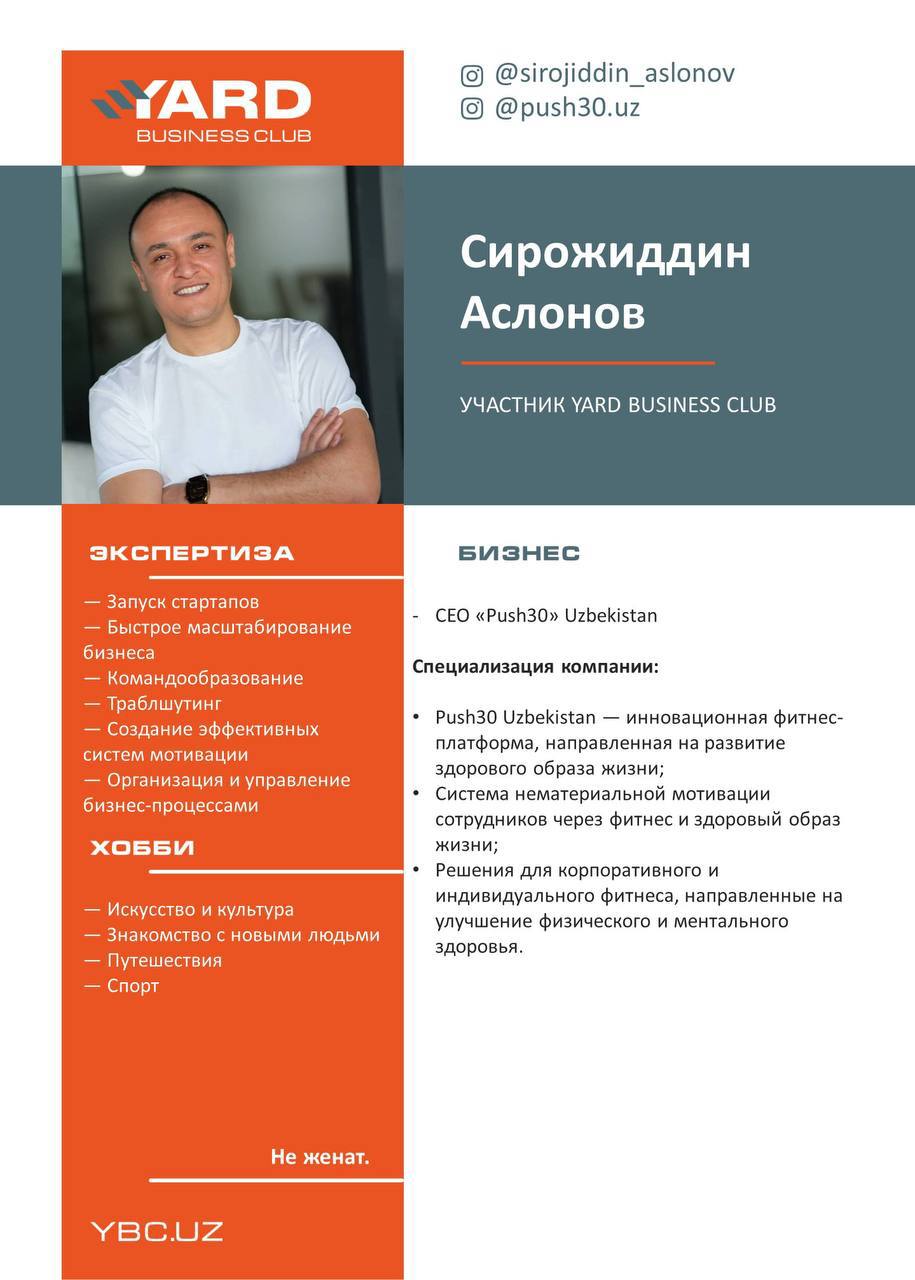 YARD
BUSINESS CLUB
@sirojiddin_aslonov
@push30.uz
Сирожиддин
Аслонов
УЧАСТНИК YARD BUSINESS CLUB
ЭКСПЕРТИЗА
— Запуск стартапов
— Быстрое масштабирование
бизнеса
— Командообразование
— Траблшутинг
— Создание эффективных
систем мотивации
— Организация и управление
бизнес-процессами
ХОББИ
— Искусство и культура
— Знакомство с новыми людьми
— Путешествия
— Спорт
Не женат.
YBC.UZ
БИЗНЕС
- CEO «Push30» Uzbekistan
Специализация компании:
• Push30 Uzbekistan — инновационная фитнес-
платформа, направленная на развитие
здорового образа жизни;
• Система нематериальной мотивации
сотрудников через фитнес и здоровый образ
жизни;
• Решения для корпоративного и
индивидуального фитнеса, направленные на
улучшение физического и ментального
здоровья.